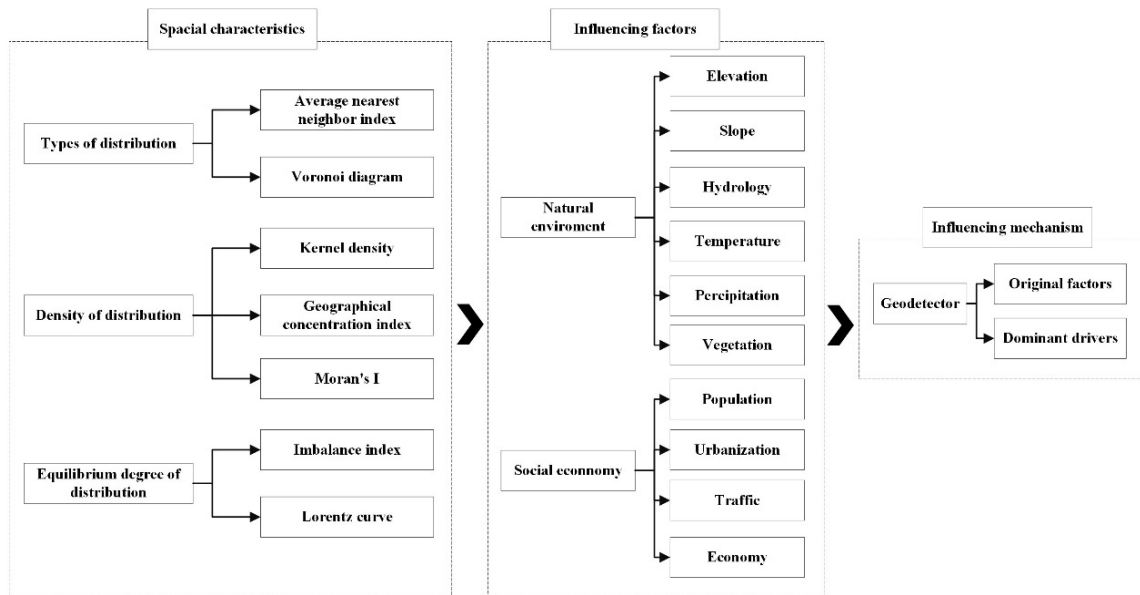 Spacial characteristics
Types of distribution
Average nearest
neighbor index
Voronoi diagram
Density of distribution
Kernel density
Geographical
concentration index
Moran's I
Equilibrium degree of
distribution
Imbalance index
Lorentz curve
Influencing factors
Natural
enviroment
Elevation
Slope
Hydrology
Temperature
Percipitation
Vegetation
Social econnomy
Population
Urbanization
Traffic
Economy
Influencing mechanism
Geodetector
Original factors
Dominant drivers